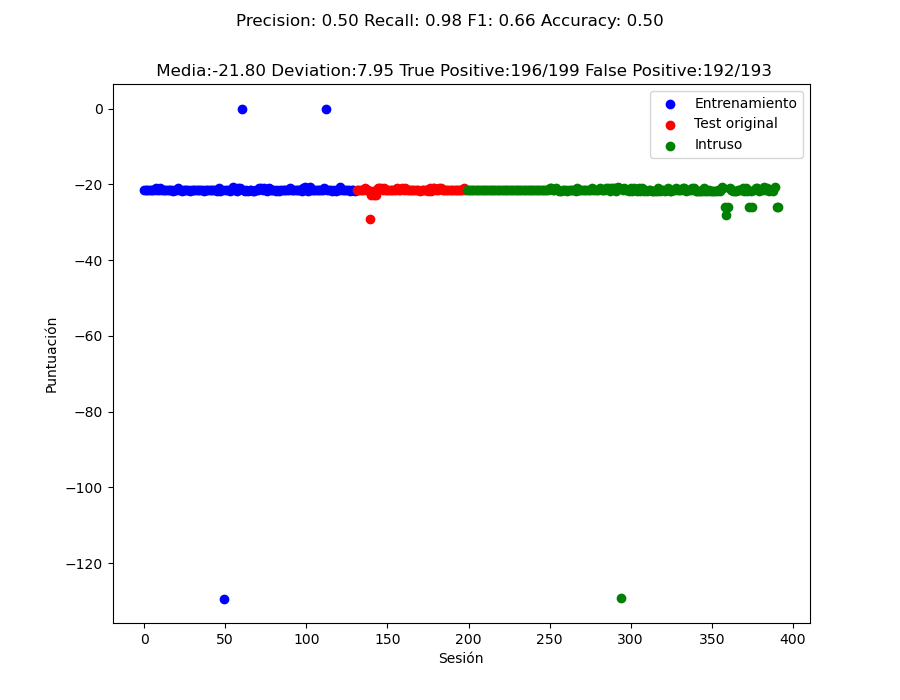 Precision: 0.50 Recall: 0.98 F1: 0.66 Accuracy: 0.50
Media:-21.80 Deviation:7.95 True Positive:196/199 False Positive:192/193
Entrenamiento
Test original
Intruso
0
−20
−40
−60
−80
−100
−120
Puntuación
0 50 100 150 200 250 300 350 400
Sesión